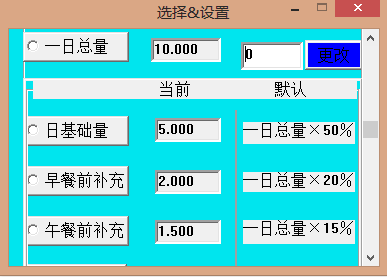 选择&设置
一日总量 10.000 0 更改
当前 默认
日基础量 5.000 一日总量×50%
早餐前补充 2.000 一日总量×20%
午餐前补充 1.500 一日总量×15%